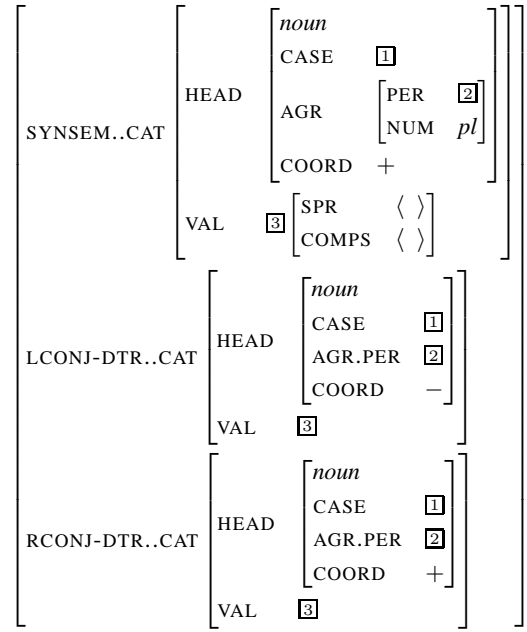 noun
CASE 1
HEAD AGR [PER 2
NUM pl]
SYNSEM..CAT COORD +
VAL 3 [SPR ⟨ ⟩
COMPS ⟨ ⟩]
noun
CASE 1
HEAD AGR.PER 2
LCONJ-DTR..CAT COORD −
VAL 3
noun
CASE 1
HEAD AGR.PER 2
RCONJ-DTR..CAT COORD +
VAL 3